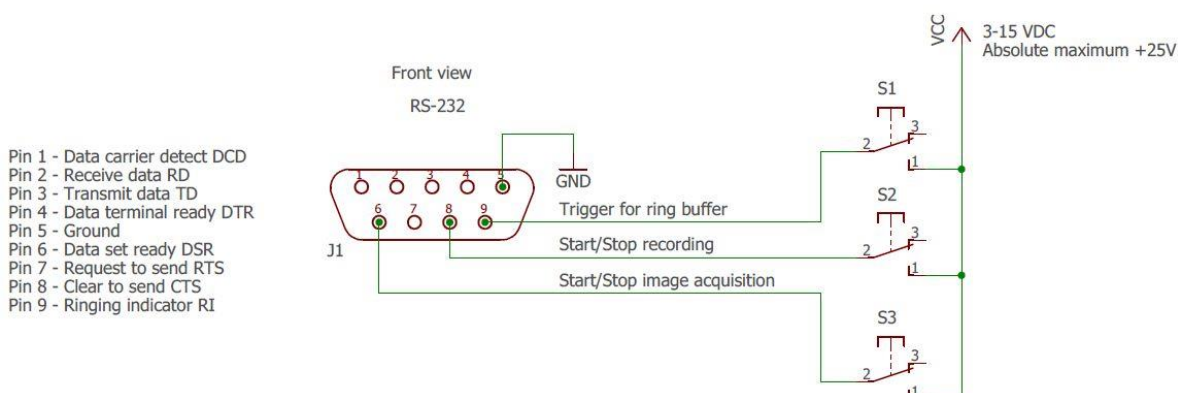 VCC
3-15 VDC
Absolute maximum +25V
Front view
RS-232
S1
3
2
1
Pin 1 - Data carrier detect DCD
Pin 2 - Receive data RD
Pin 3 - Transmit data TD
Pin 4 - Data terminal ready DTR
Pin 5 - Ground
Pin 6 - Data set ready DSR
Pin 7 - Request to send RTS
Pin 8 - Clear to send CTS
Pin 9 - Ringing indicator RI
1 2 3 4 5
6 7 8 9
J1
GND
Trigger for ring buffer
Start/Stop recording
Start/Stop image acquisition
S2
3
2
1
S3
3
2
1